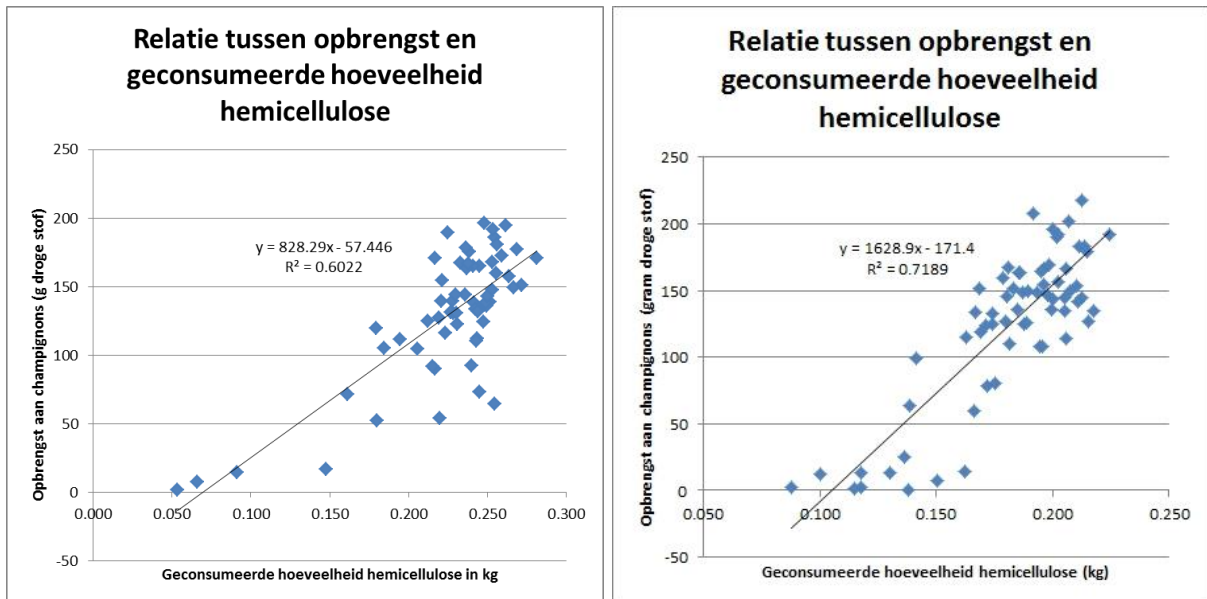 Relatie tussen opbrengst en
geconsumeerde hoeveelheid
hemicellulose
Opbrengst aan champignons (g droge stof)
250
200
150
100
50
0
-50
y = 828.29x - 57.446
R² = 0.6022
0.000 0.050 0.100 0.150 0.200 0.250 0.300
Geconsumeerde hoeveelheid hemicellulose in kg
Relatie tussen opbrengst en
geconsumeerde hoeveelheid
hemicellulose
Opbrengst aan champignons (gram droge stof)
250
200
150
100
50
0
-50
y = 1628.9x - 171.4
R² = 0.7189
0.050 0.100 0.150 0.200 0.250
Geconsumeerde hoeveelheid hemicellulose (kg)